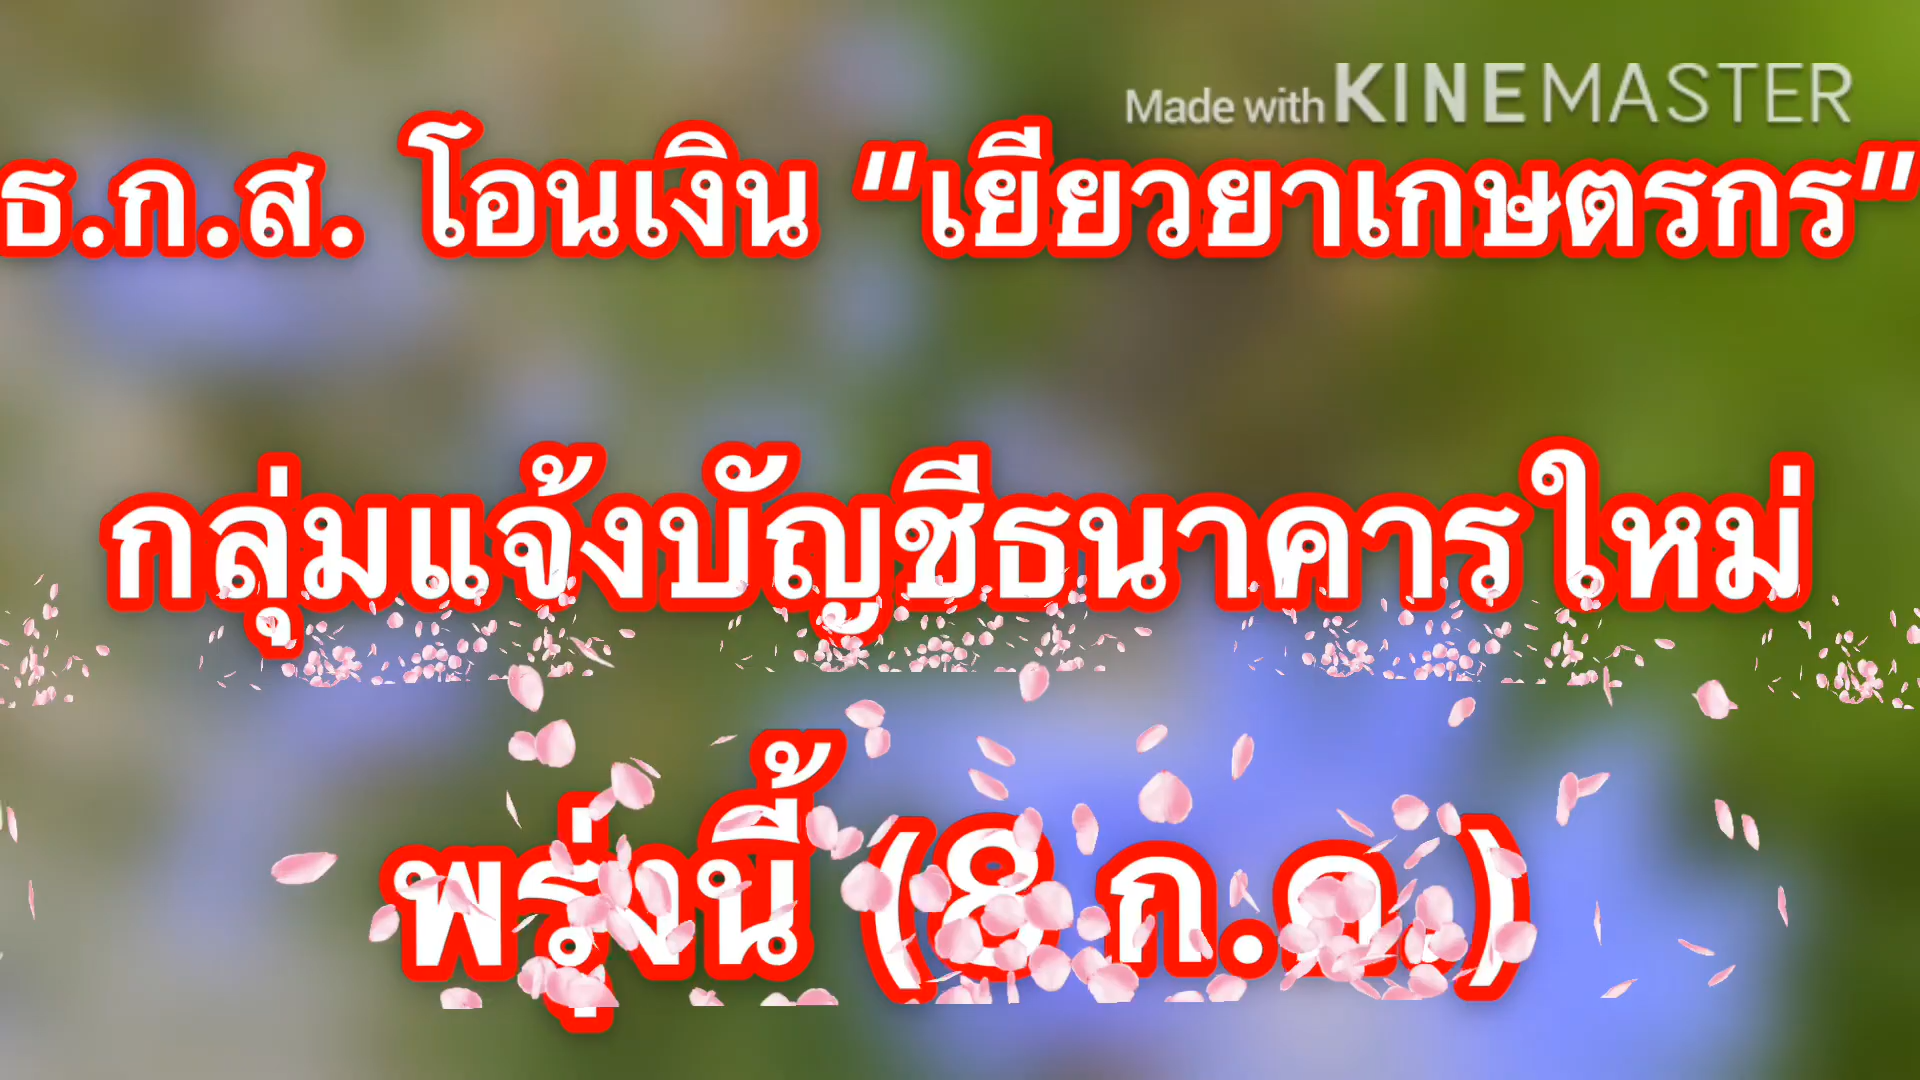 Made with KINEMASTER
ธ.ก.ส. โอนเงิน "เยียวยาเกษตรกร"
กลุ่มแจ้งบัญชีธนาคารใหม่
พรุ่งนี้ (8 ก.ค.)